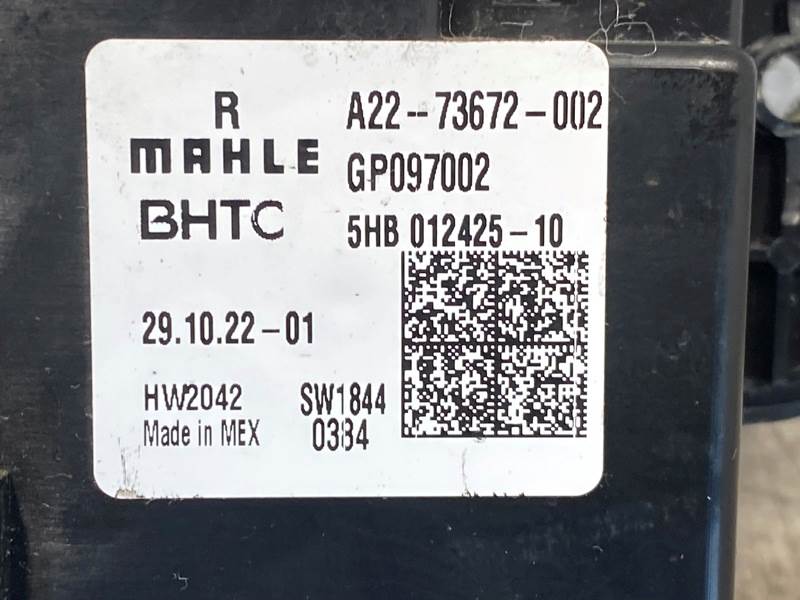 R
MAHLE
BHTC
A22--73672-002
GP097002
5HB 012425-10
29.10.22-01
HW2042 SW1844
Made in MEX 0384